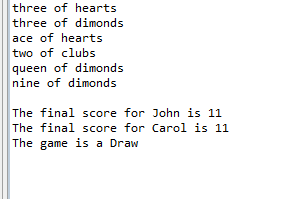 three of hearts
three of dimonds
ace of hearts
two of clubs
queen of dimonds
nine of dimonds
The final score for John is 11
The final score for Carol is 11
The game is a Draw